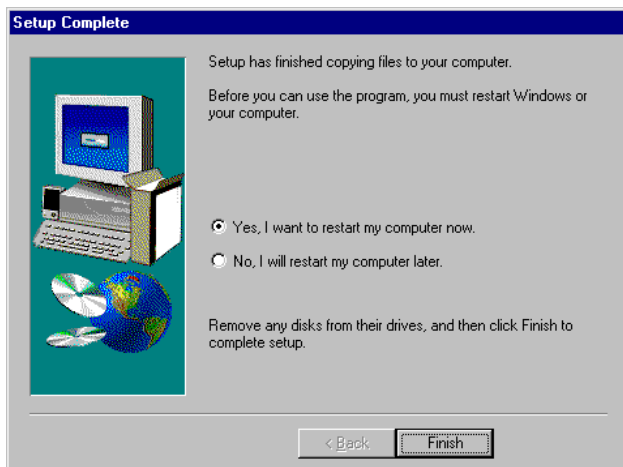 Setup Complete
Setup has finished copying files to your computer.
Before you can use the program, you must restart Windows or
your computer.
Yes, I want to restart my computer now.
No, I will restart my computer later.
Remove any disks from their drives, and then click Finish to
complete setup.
< Back
Finish